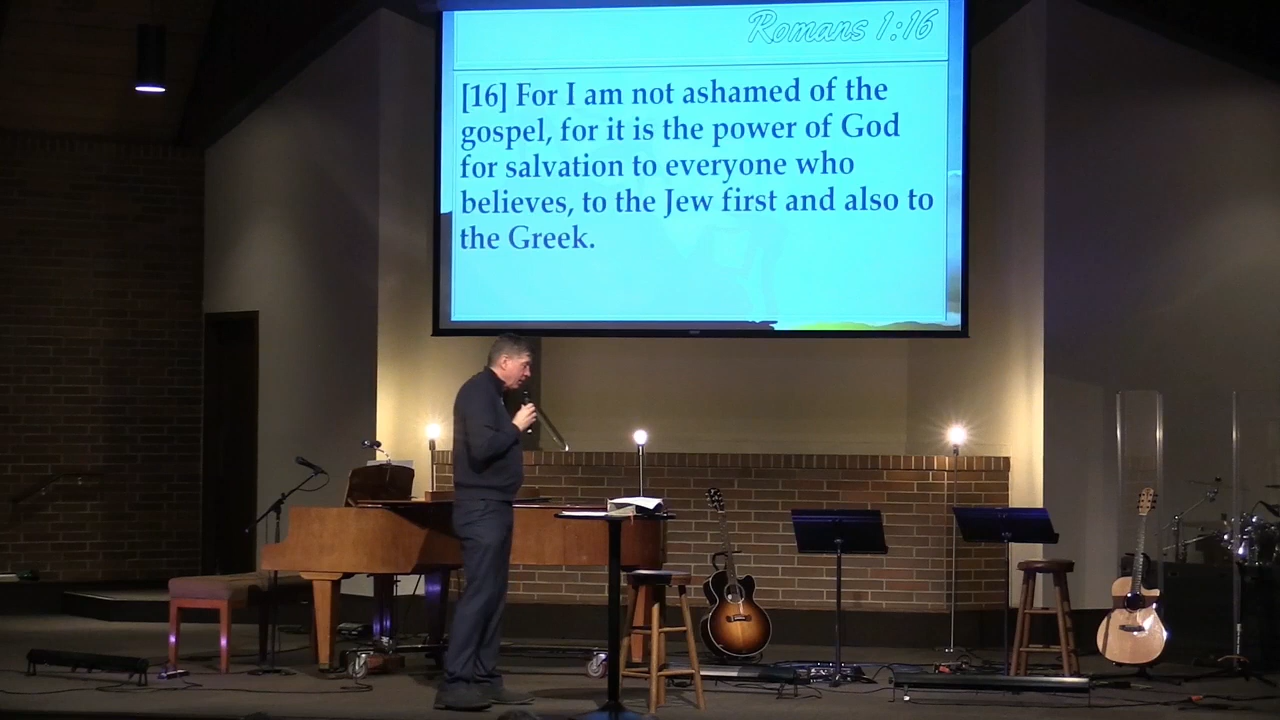 Romans 1:16
[16] For I am not ashamed of the
gospel, for it is the power of God
for salvation to everyone who
believes, to the Jew first and also to
the Greek.